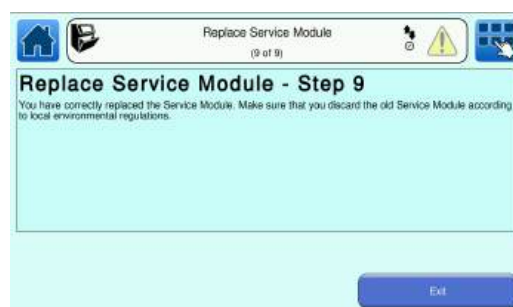 Replace Service Module
(9 of 9)
Replace Service Module - Step 9
You have correctly replaced the Service Module. Make sure that you discard the old Service Module according
to local environmental regulations.
Exit